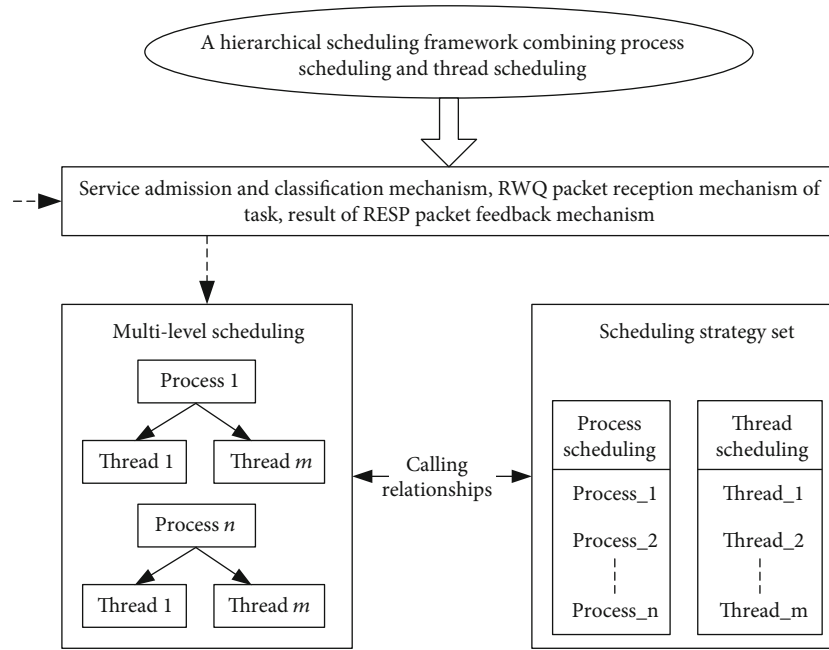 A hierarchical scheduling framework combining process
scheduling and thread scheduling
Service admission and classification mechanism, RWQ packet reception mechanism of
task, result of RESP packet feedback mechanism
Multi-level scheduling
Process 1
Thread 1
Thread m
Process n
Thread 1
Thread m
Calling
relationships
Scheduling strategy set
Process
scheduling
Process_1
Process_2
Process_n
Thread
scheduling
Thread_1
Thread_2
Thread_m